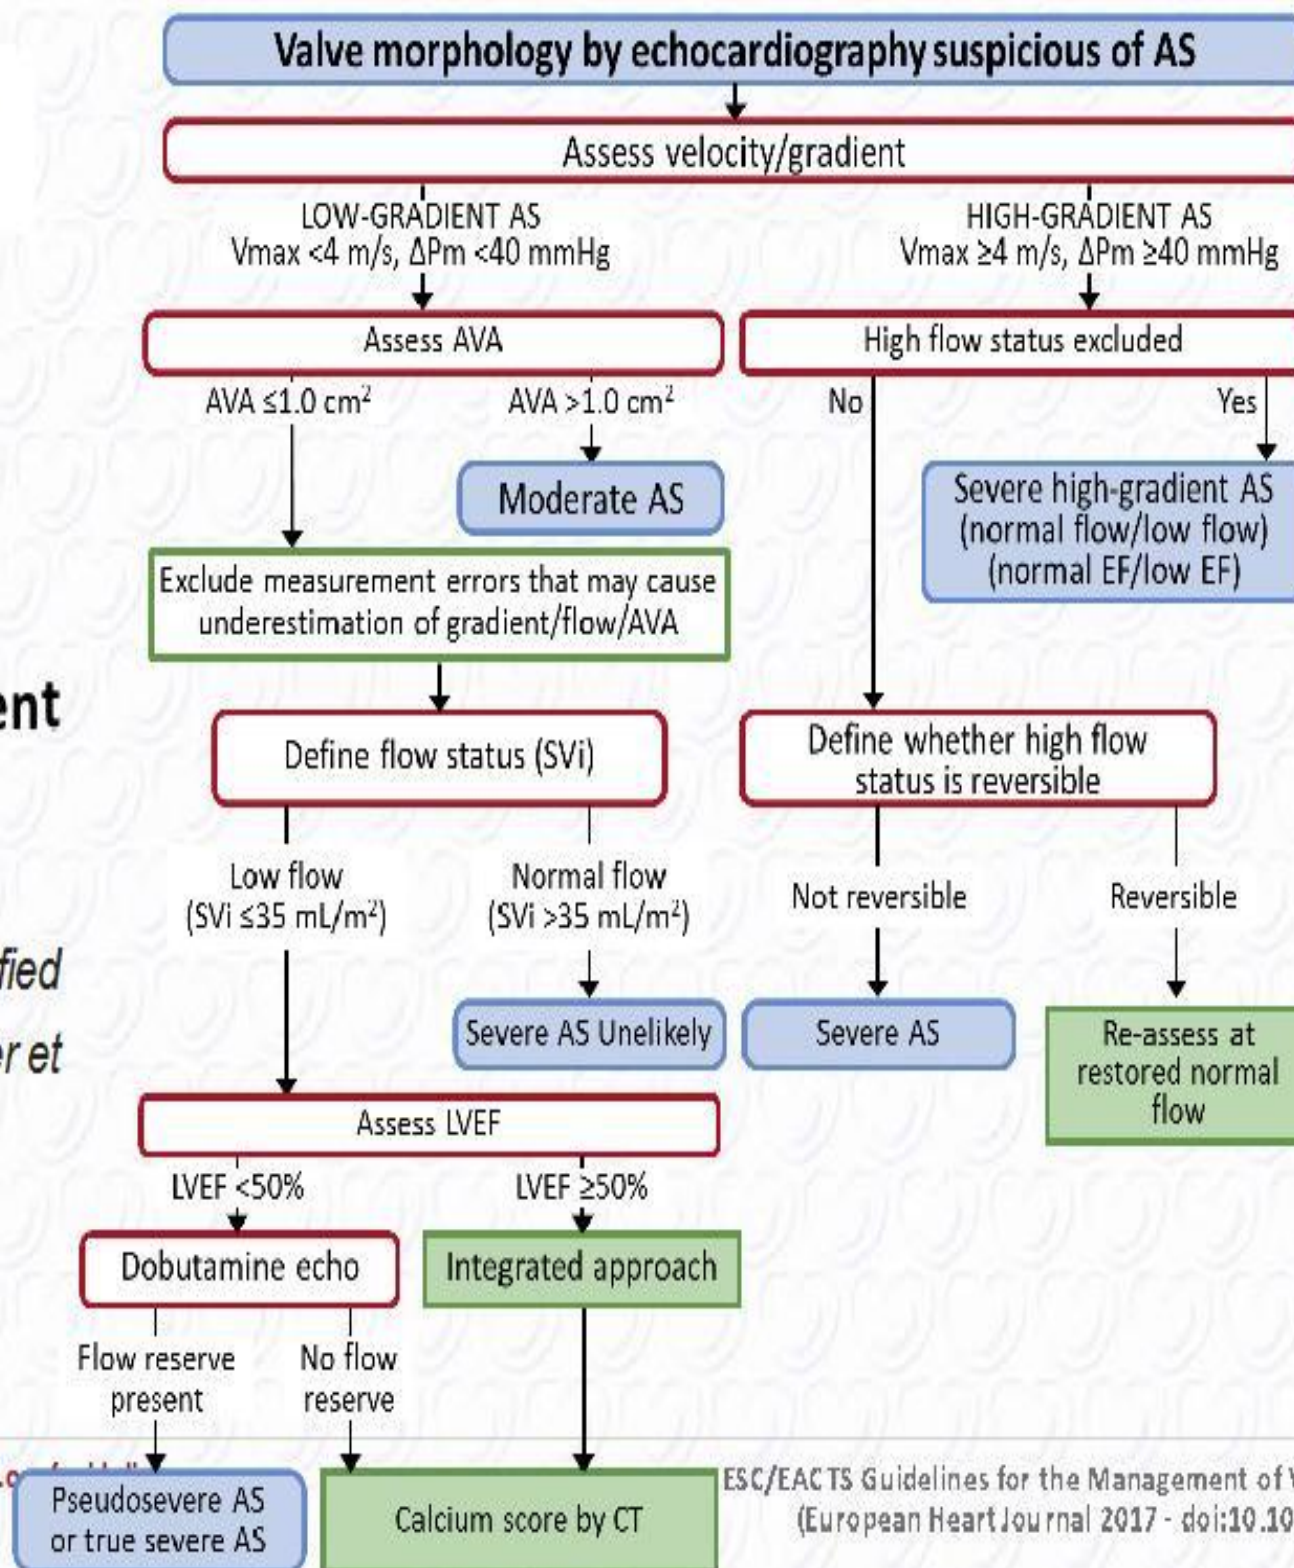 Valve morphology by echocardiography suspicious of AS
Assess velocity/gradient
LOW-GRADIENT AS
Vmax <4 m/s, ΔPm <40 mmHg
HIGH-GRADIENT AS
Vmax ≥4 m/s, ΔPm ≥40 mmHg
Assess AVA
High flow status excluded
AVA ≤1.0 cm²
AVA >1.0 cm²
No
Yes
Moderate AS
Severe high-gradient AS
(normal flow/low flow)
(normal EF/low EF)
Exclude measurement errors that may cause
underestimation of gradient/flow/AVA
ent
Define flow status (SVi)
Define whether high flow
status is reversible
Low flow
(SVi ≤35 mL/m²)
Normal flow
(SVi >35 mL/m²)
Not reversible
Reversible
fied
er et
Severe AS Unelikely
Severe AS
Re-assess at
restored normal
flow
Assess LVEF
LVEF <50%
LVEF ≥50%
Dobutamine echo
Integrated approach
Flow reserve
present
No flow
reserve
Pseudosevere AS
or true severe AS
Calcium score by CT
ESC/EACTS Guidelines for the Management of V
(European Heart Journal 2017 - doi:10.10